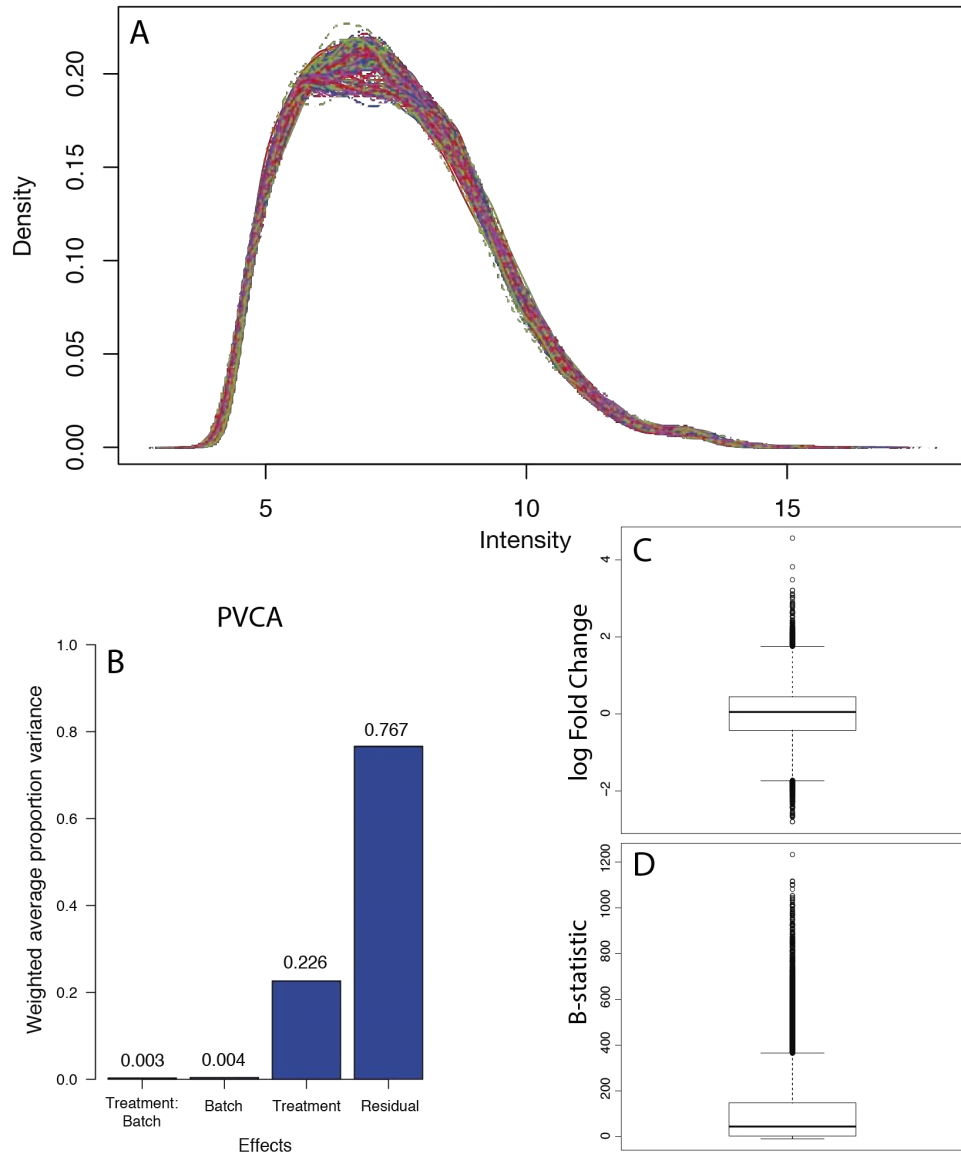 A
Density
0.20
0.15
0.10
0.05
0.00
5 10 15
Intensity
PVCA
B
Weighted average proportion variance
1.0
0.8
0.6
0.4
0.2
0.0
0.003 0.004 0.226 0.767
Treatment: Batch Treatment Residual
Batch
Effects
C
log Fold Change
4
2
0
−2
D
B-statistic
1200
1000
800
600
400
200
0